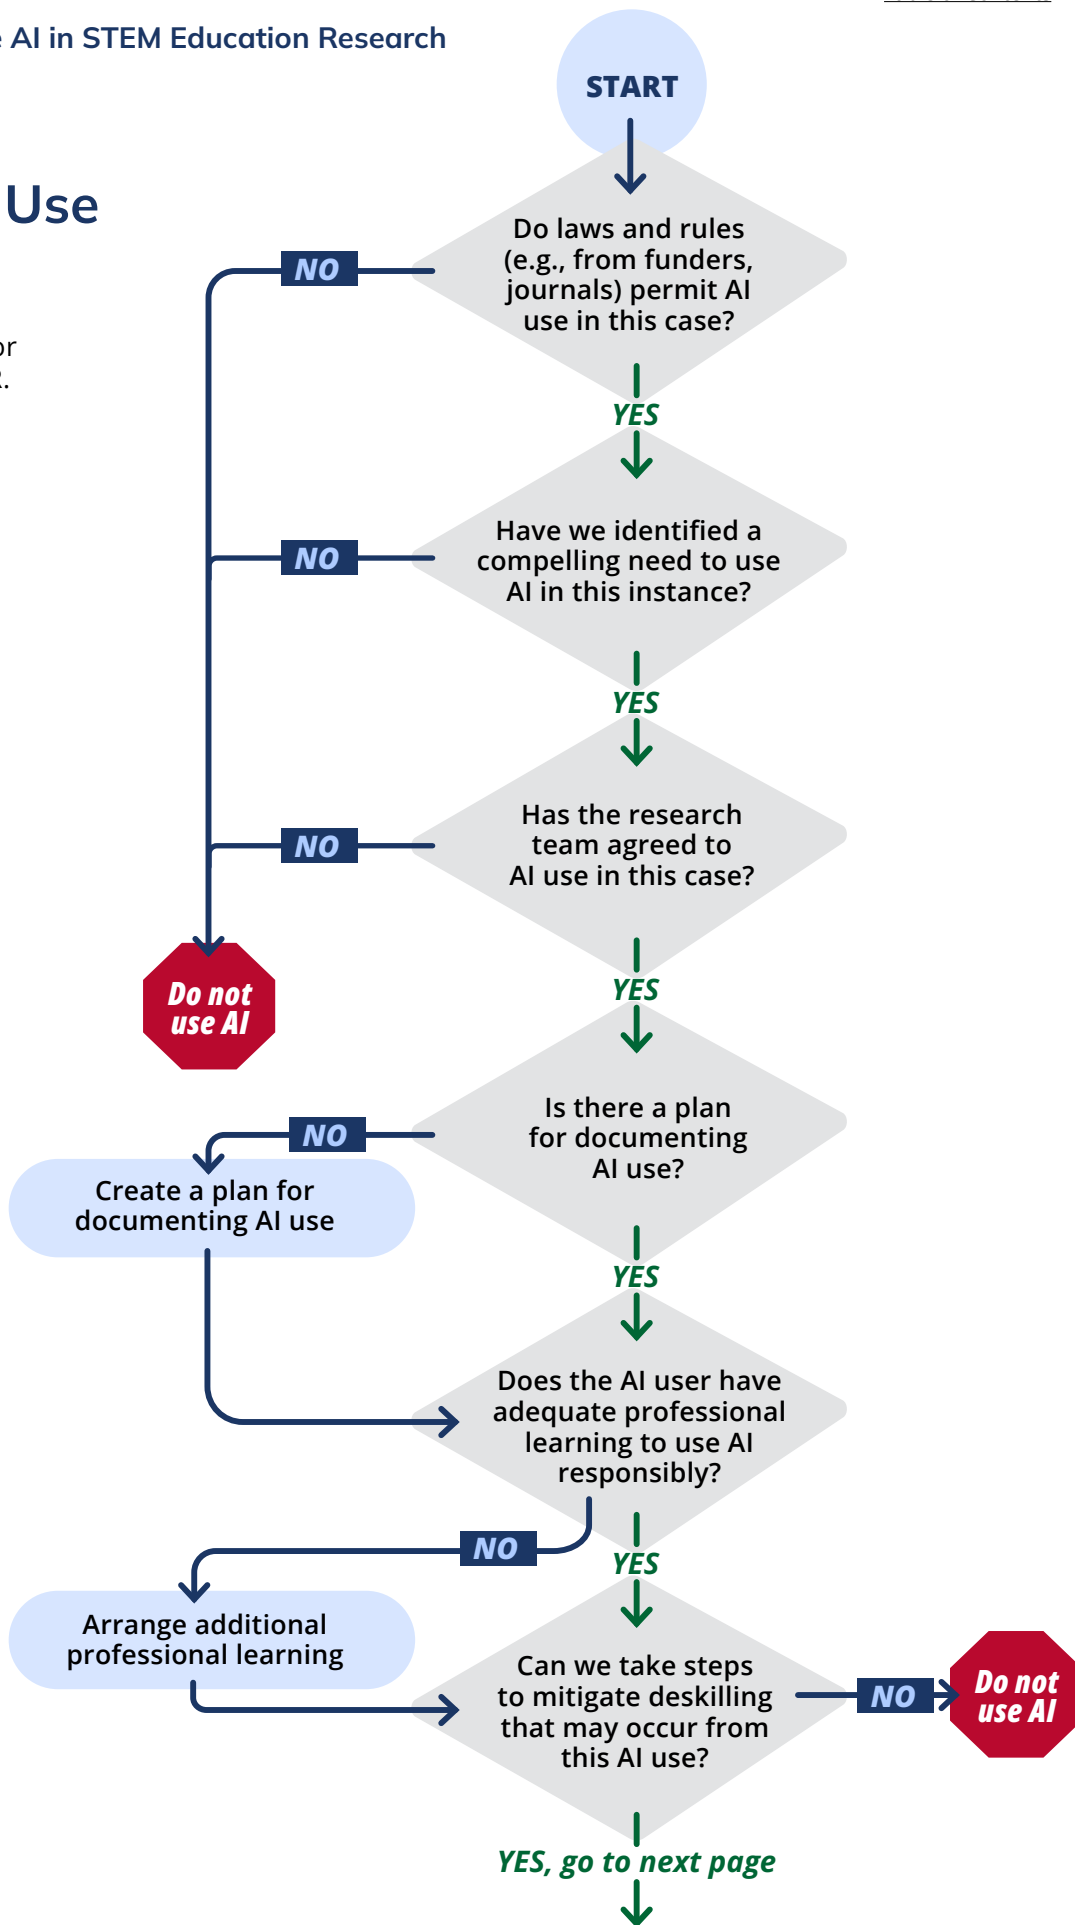 AI in STEM Education Research
START
Use
Do laws and rules
(e.g., from funders,
journals) permit AI
use in this case?
NO
or
YES
Have we identified a
compelling need to use
AI in this instance?
NO
YES
Has the research
team agreed to
AI use in this case?
NO
Do not
use AI
YES
Is there a plan
for documenting
AI use?
NO
Create a plan for
documenting AI use
YES
Does the AI user have
adequate professional
learning to use AI
responsibly?
NO
YES
Arrange additional
professional learning
Can we take steps
to mitigate deskilling
that may occur from
this AI use?
NO
Do not
use AI
YES, go to next page